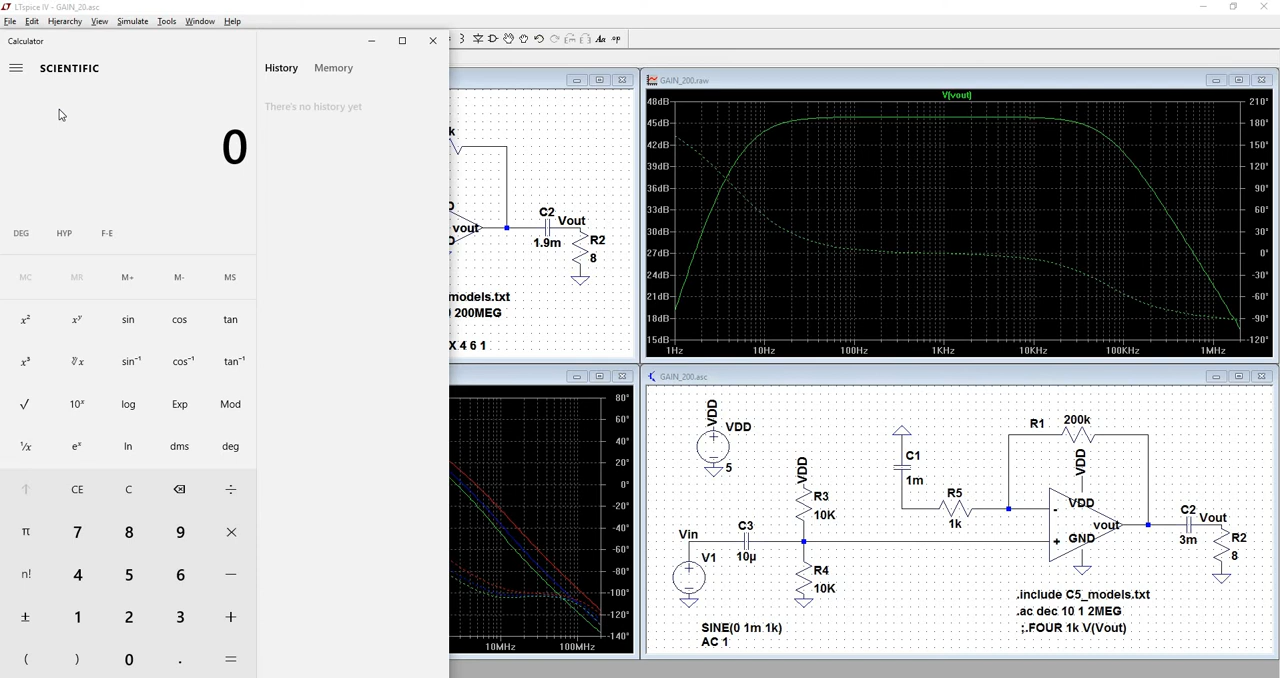 LTspice IV - GAIN_20.asc
File Edit Hierarchy View Simulate Tools Window Help
Calculator
SCIENTIFIC
History Memory
There's no history yet
0
DEG HYP F-E
MC MR M+ M- MS
x² xʸ sin cos tan
x³ ʸ√x sin⁻¹ cos⁻¹ tan⁻¹
√ 10ˣ log Exp Mod
¹/x eˣ ln dms deg
↑ CE C ⌫ ÷
π 7 8 9 ×
n! 4 5 6 −
± 1 2 3 +
( ) 0 . =
k
C2
Vout
vout
1.9m
R2
8
models.txt
200MEG
X 4 6 1
80°
60°
40°
20°
0°
-20°
-40°
-60°
-80°
-100°
-120°
-140°
10MHz 100MHz
GAIN_200.raw
V(vout)
48dB 210°
45dB 180°
42dB 150°
39dB 120°
36dB 90°
33dB 60°
30dB 30°
27dB 0°
24dB -30°
21dB -60°
18dB -90°
15dB -120°
1Hz 10Hz 100Hz 1KHz 10KHz 100KHz 1MHz
GAIN_200.asc
VDD
VDD
5
VDD
R3
10K
Vin
C3
10µ
V1
R4
10K
SINE(0 1m 1k)
AC 1
C1
1m
R5
1k
R1 200k
VDD
VDD
-
vout
+ GND
C2
Vout
3m
R2
8
.include C5_models.txt
.ac dec 10 1 2MEG
;.FOUR 1k V(Vout)